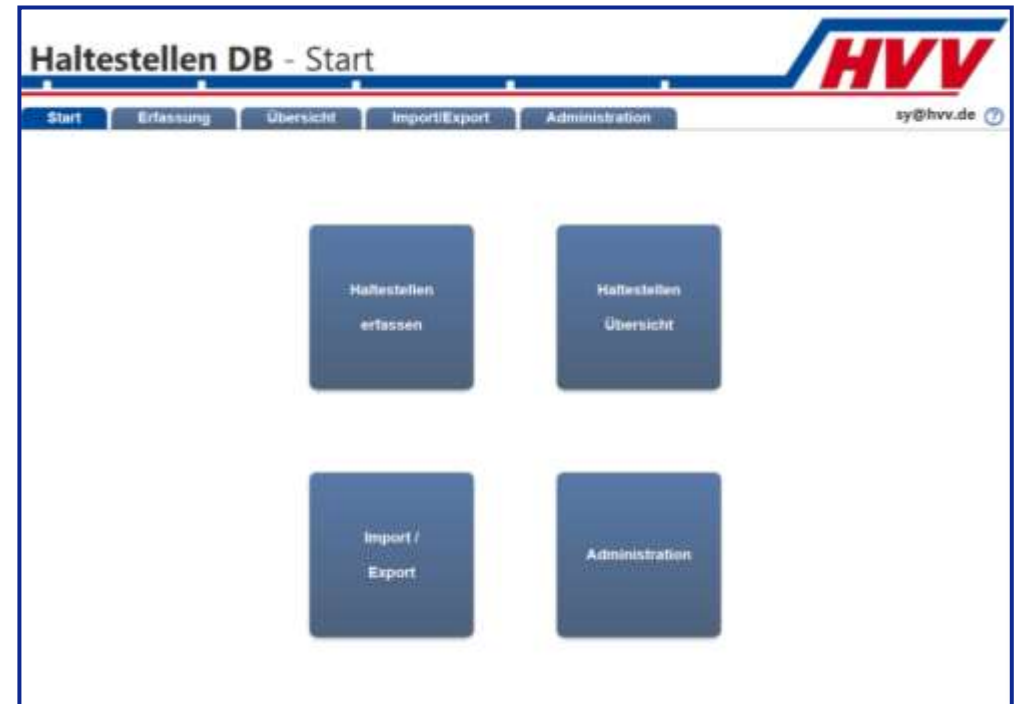 Haltestellen DB - Start
HVV
Start Erfassung Übersicht Import/Export Administration sy@hvv.de ?
Haltestellen
erfassen
Haltestellen
Übersicht
Import /
Export
Administration